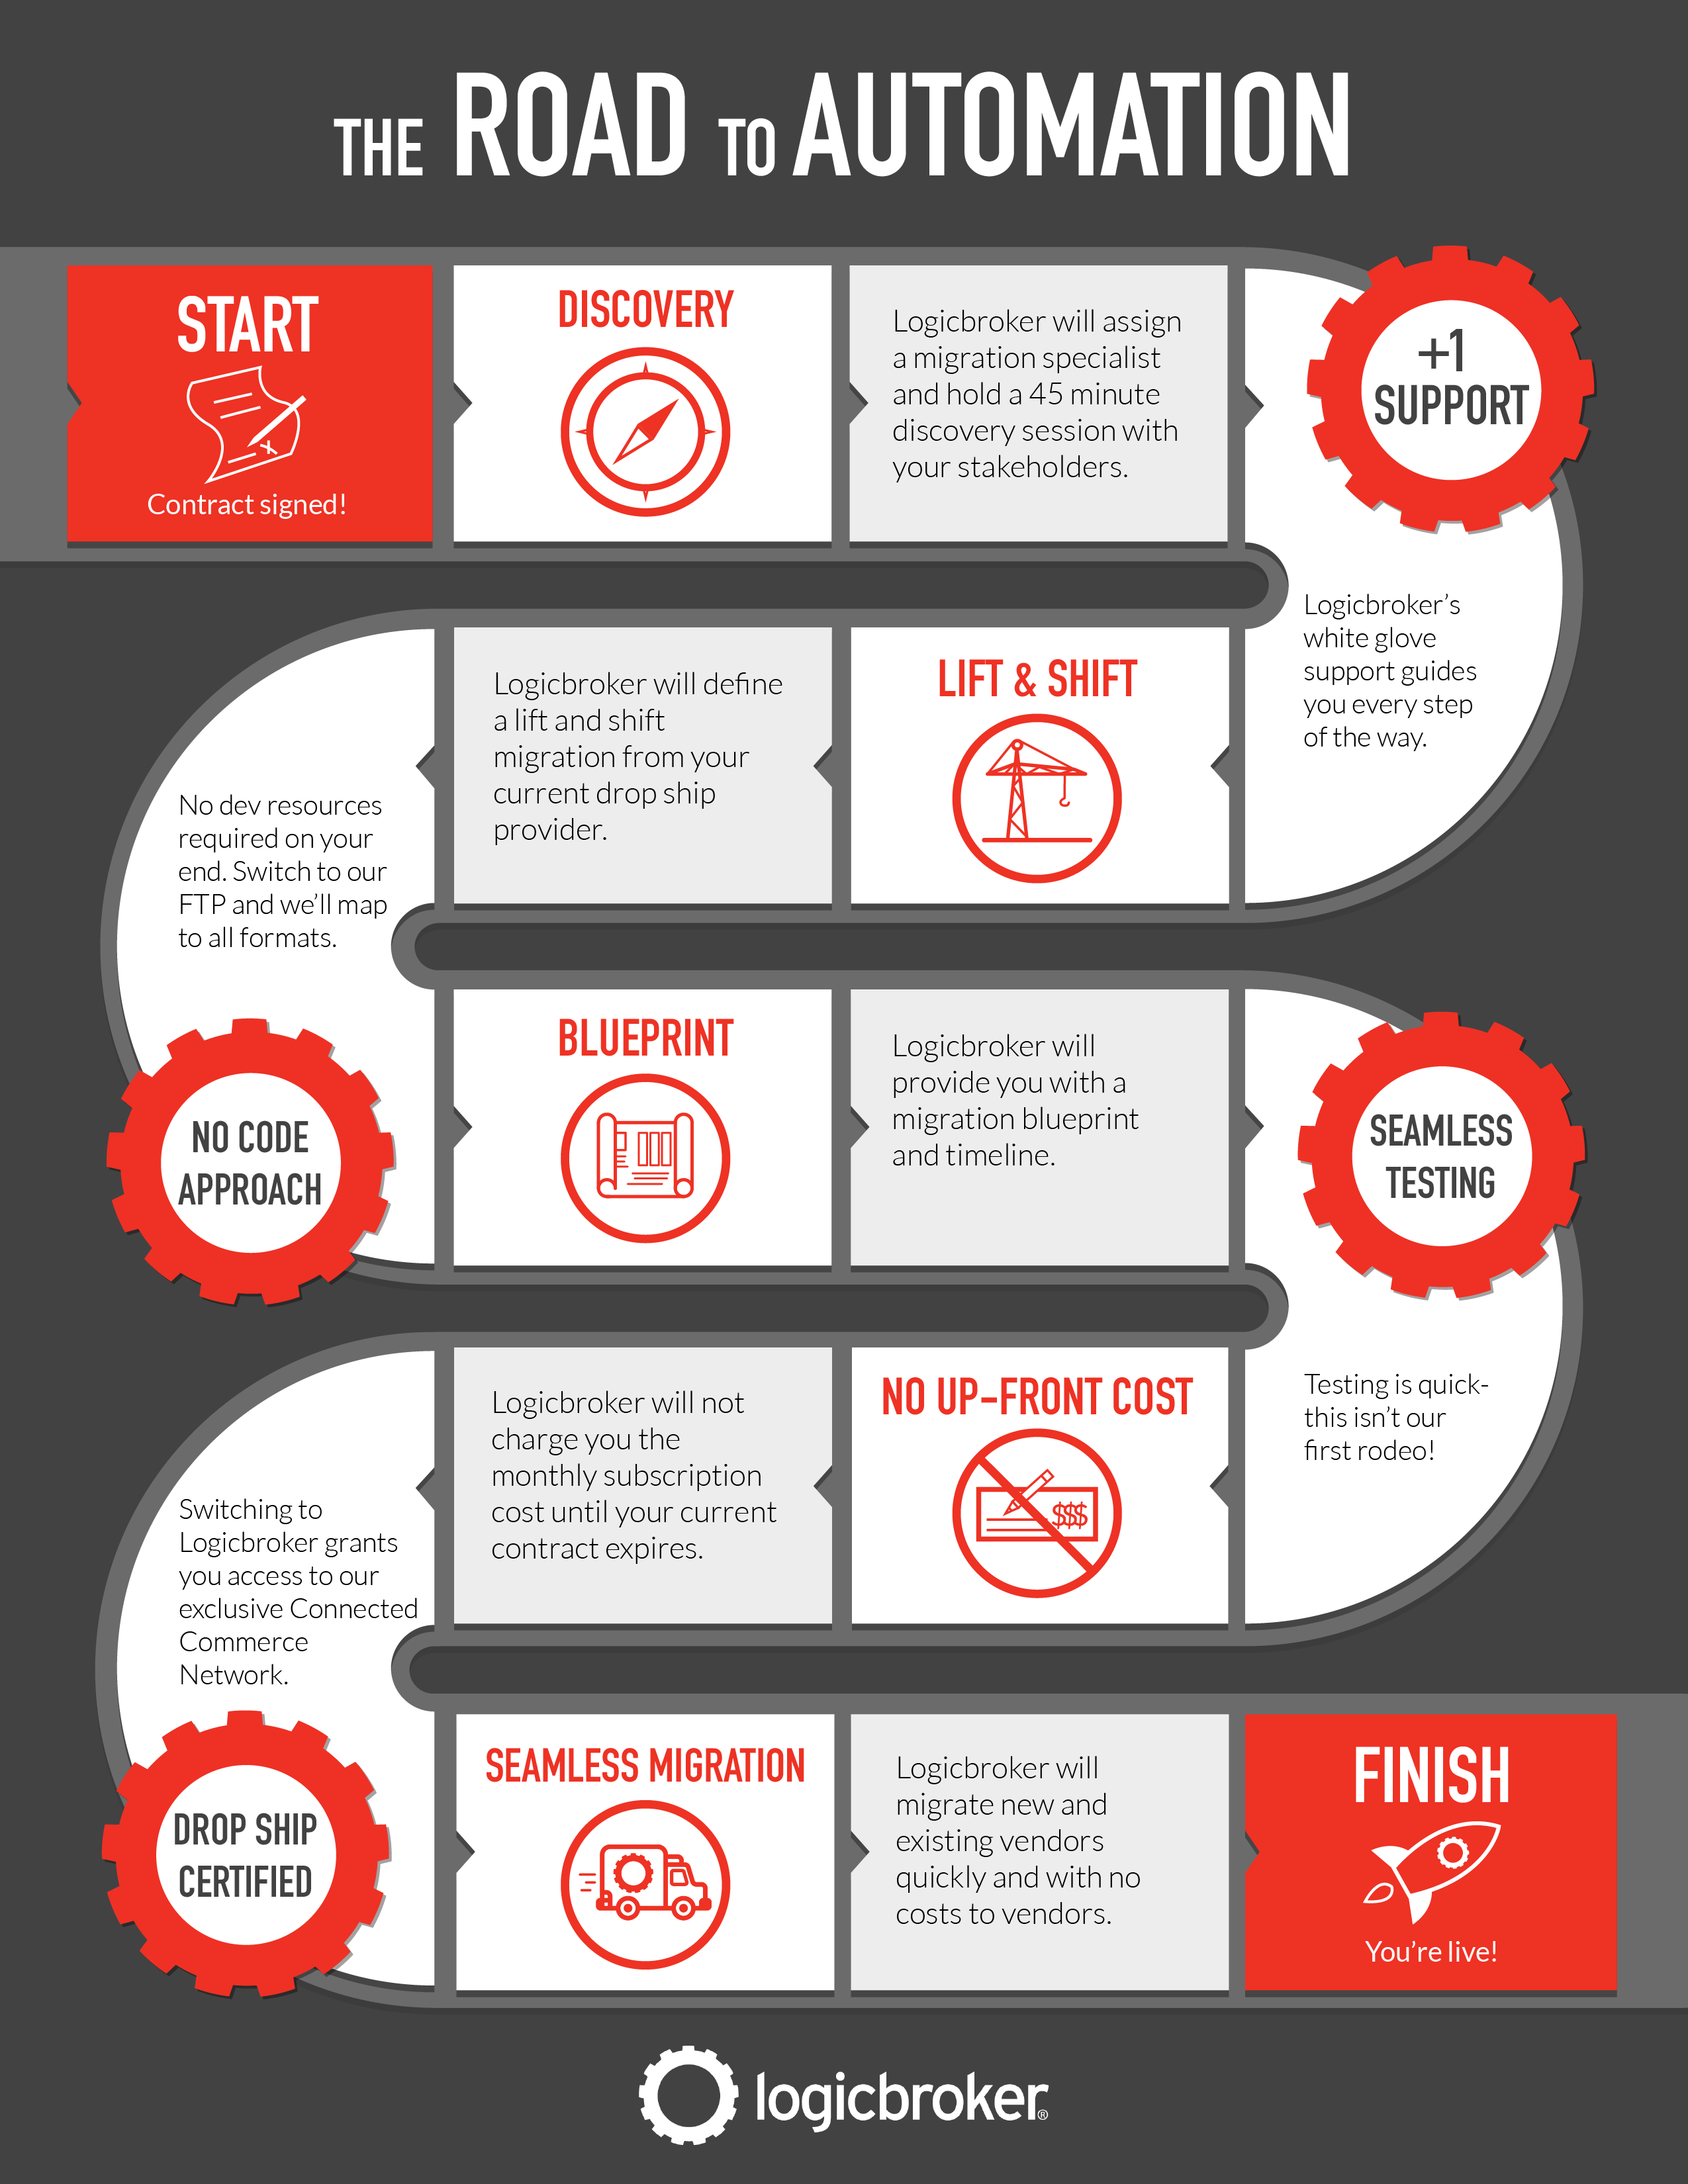 THE ROAD TO AUTOMATION
START
Contract signed!
DISCOVERY
Logicbroker will assign
a migration specialist
and hold a 45 minute
discovery session with
your stakeholders.
+1
SUPPORT
Logicbroker's
white glove
support guides
you every step
of the way.
LIFT & SHIFT
Logicbroker will define
a lift and shift
migration from your
current drop ship
provider.
No dev resources
required on your
end. Switch to our
FTP and we'll map
to all formats.
NO CODE
APPROACH
BLUEPRINT
Logicbroker will
provide you with a
migration blueprint
and timeline.
SEAMLESS
TESTING
Testing is quick-
this isn't our
first rodeo!
NO UP-FRONT COST
$$$
Logicbroker will not
charge you the
monthly subscription
cost until your current
contract expires.
Switching to
Logicbroker grants
you access to our
exclusive Connected
Commerce
Network.
DROP SHIP
CERTIFIED
SEAMLESS MIGRATION
Logicbroker will
migrate new and
existing vendors
quickly and with no
costs to vendors.
FINISH
You're live!
logicbroker®